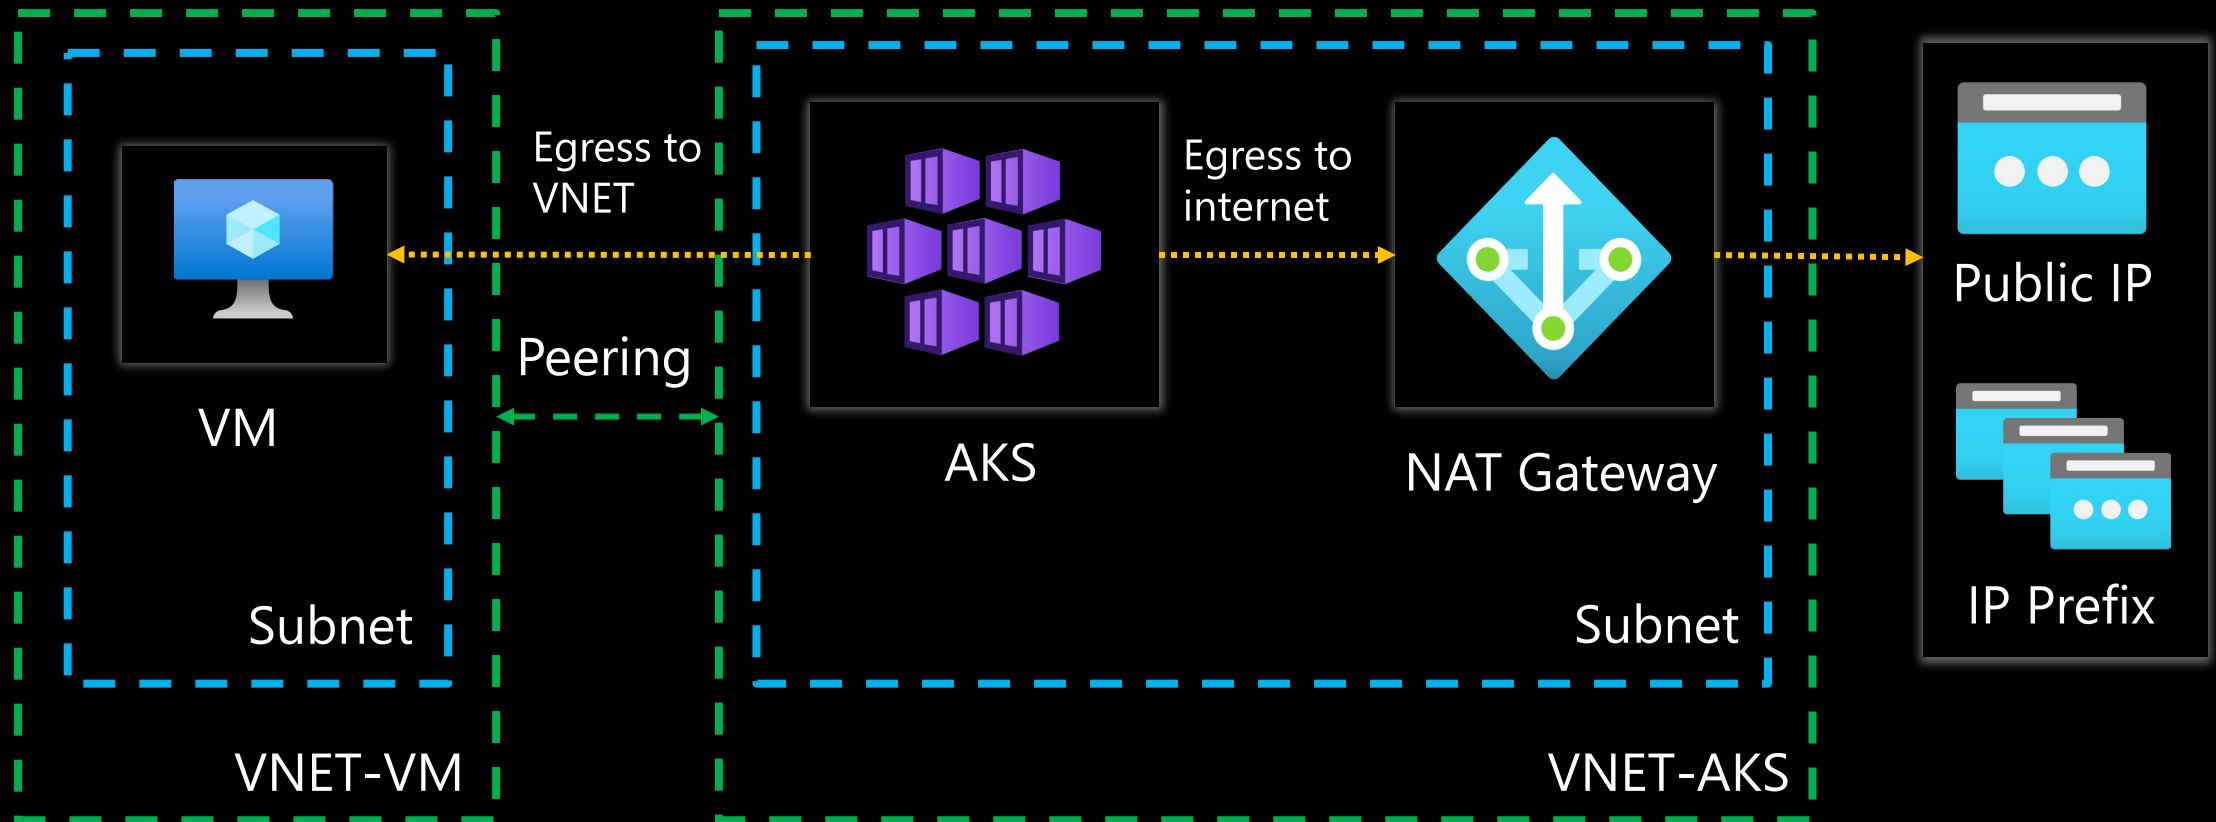 Egress to
VNET
Egress to
internet
Public IP
Peering
VM
AKS
NAT Gateway
IP Prefix
Subnet
Subnet
VNET-VM
VNET-AKS